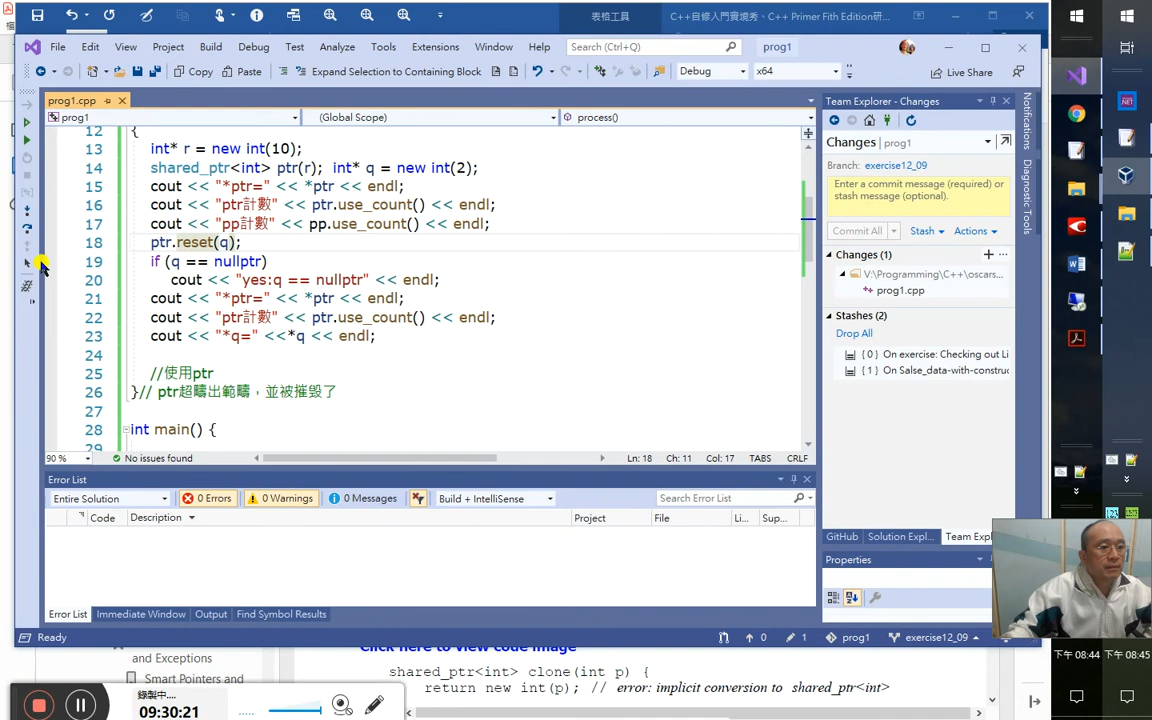 表格工具
C++自修入門實境秀、C++ Primer Fith Edition研...
File Edit View Project Build Debug Test Analyze Tools Extensions Window Help Search (Ctrl+Q) prog1
Copy Paste Expand Selection to Containing Block Debug x64 Live Share
prog1.cpp
prog1 (Global Scope) process()
12 {
13 int* r = new int(10);
14 shared_ptr<int> ptr(r); int* q = new int(2);
15 cout << "*ptr=" << *ptr << endl;
16 cout << "ptr計數" << ptr.use_count() << endl;
17 cout << "pp計數" << pp.use_count() << endl;
18 ptr.reset(q);
19 if (q == nullptr)
20 cout << "yes:q == nullptr" << endl;
21 cout << "*ptr=" << *ptr << endl;
22 cout << "ptr計數" << ptr.use_count() << endl;
23 cout << "*q=" <<*q << endl;
24
25 //使用ptr
26 }// ptr超疇出範疇，並被摧毀了
27
28 int main() {
29
90 % No issues found Ln: 18 Ch: 11 Col: 17 TABS CRLF
Error List
Entire Solution 0 Errors 0 Warnings 0 Messages Build + IntelliSense Search Error List
Code Description Project File Li... Sup...
Error List Immediate Window Output Find Symbol Results
Ready 0 1 prog1 exercise12_09
Team Explorer - Changes
Changes | prog1
Branch: exercise12_09
Enter a commit message (required) or
stash message (optional).
Commit All Stash Actions
Changes (1)
V:\Programming\C++\oscars...
prog1.cpp
Stashes (2)
Drop All
{ 0 } On exercise: Checking out Li
{ 1 } On Salse_data-with-constru
GitHub Solution Expl... Team Expl
Properties
Notifications
Diagnostic Tools
下午 08:44 下午 08:45
and Exceptions
Smart Pointers and
Click here to view code image
shared_ptr<int> clone(int p) {
return new int(p); // error: implicit conversion to shared_ptr<int>
錄製中....
09:30:21